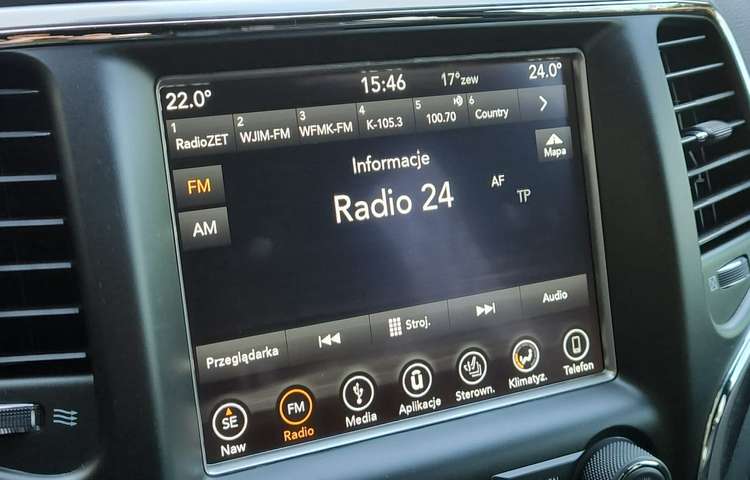 22.0° 15:46 17°zew 24.0°
1 RadioZET 2 WJIM-FM 3 WFMK-FM 4 K-105.3 5 100.70 6 Country
Mapa
Informacje
FM
Radio 24 AF TP
AM
Przeglądarka Stroj. Audio
SE FM
Naw Radio Media Aplikacje Sterown. Klimatyz. Telefon